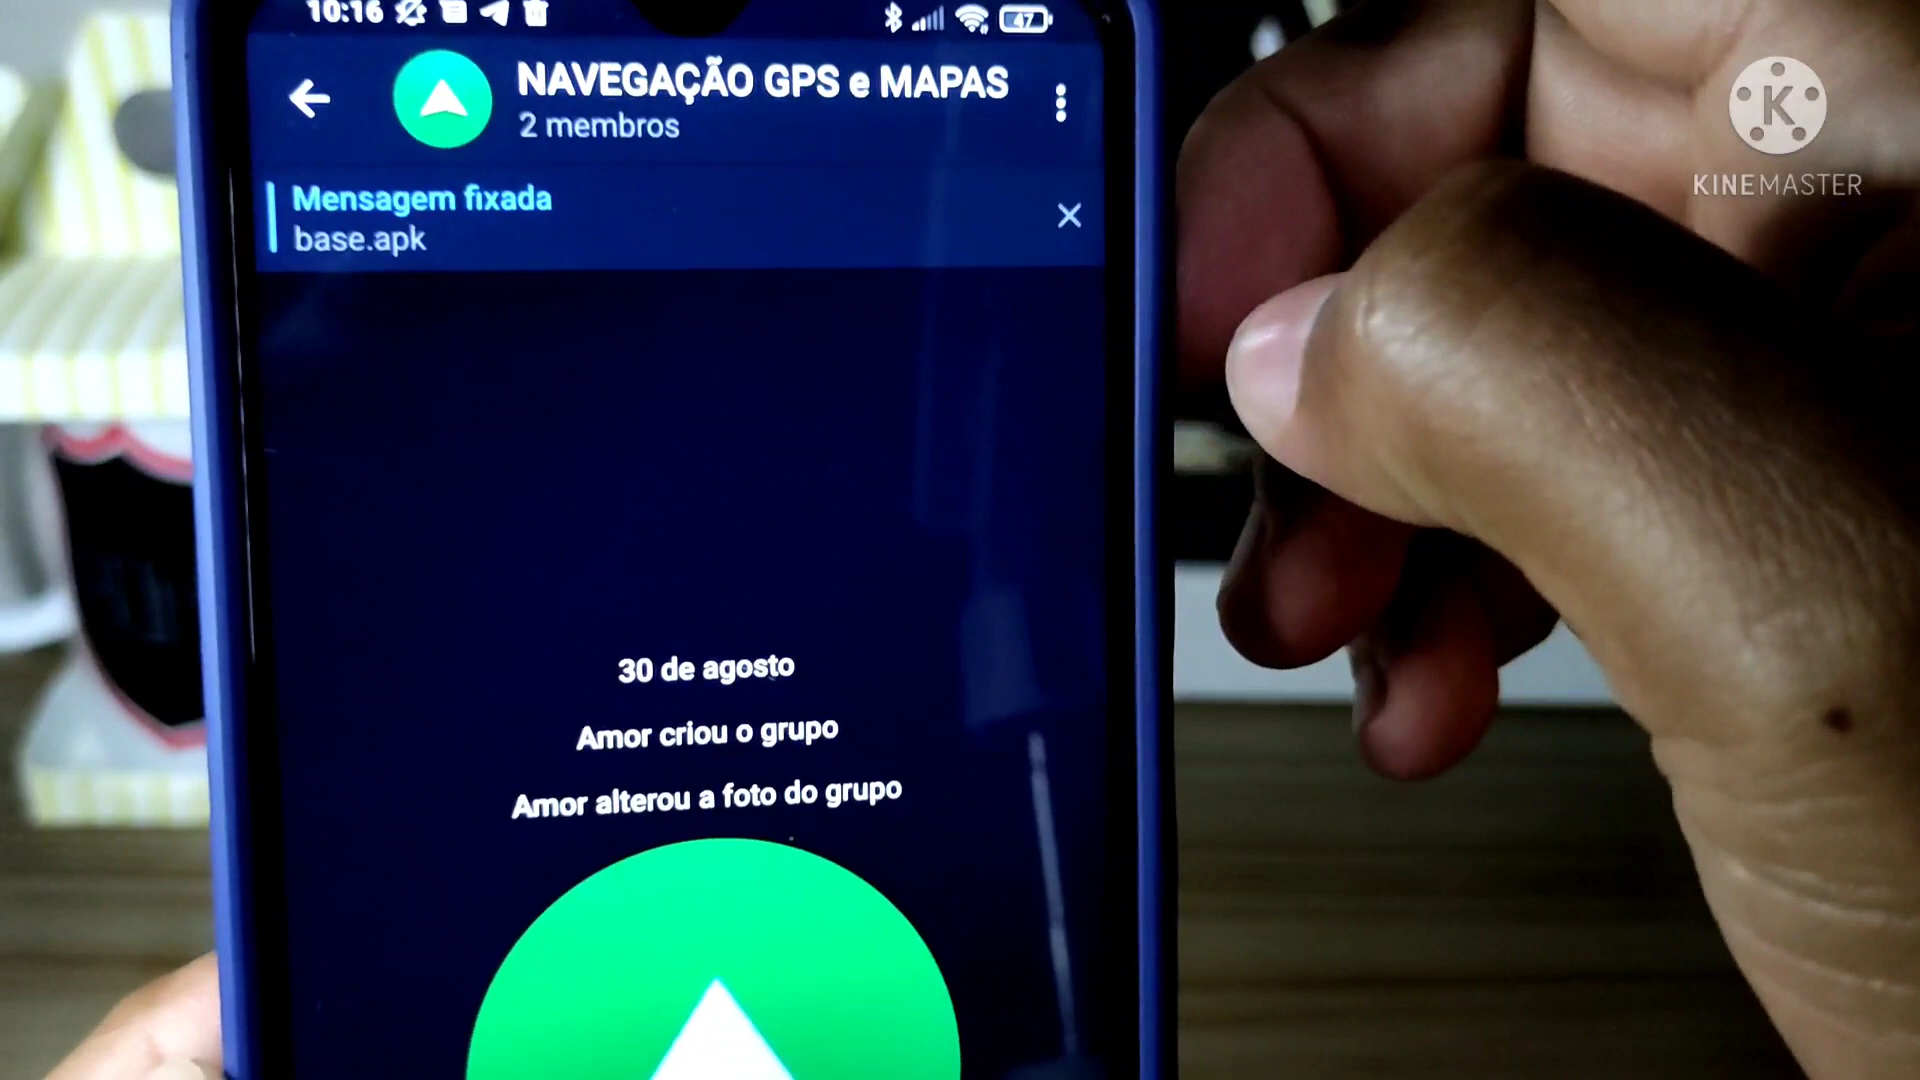 10:16
47
NAVEGAÇÃO GPS e MAPAS
2 membros
Mensagem fixada
base.apk
30 de agosto
Amor criou o grupo
Amor alterou a foto do grupo
K
KINEMASTER